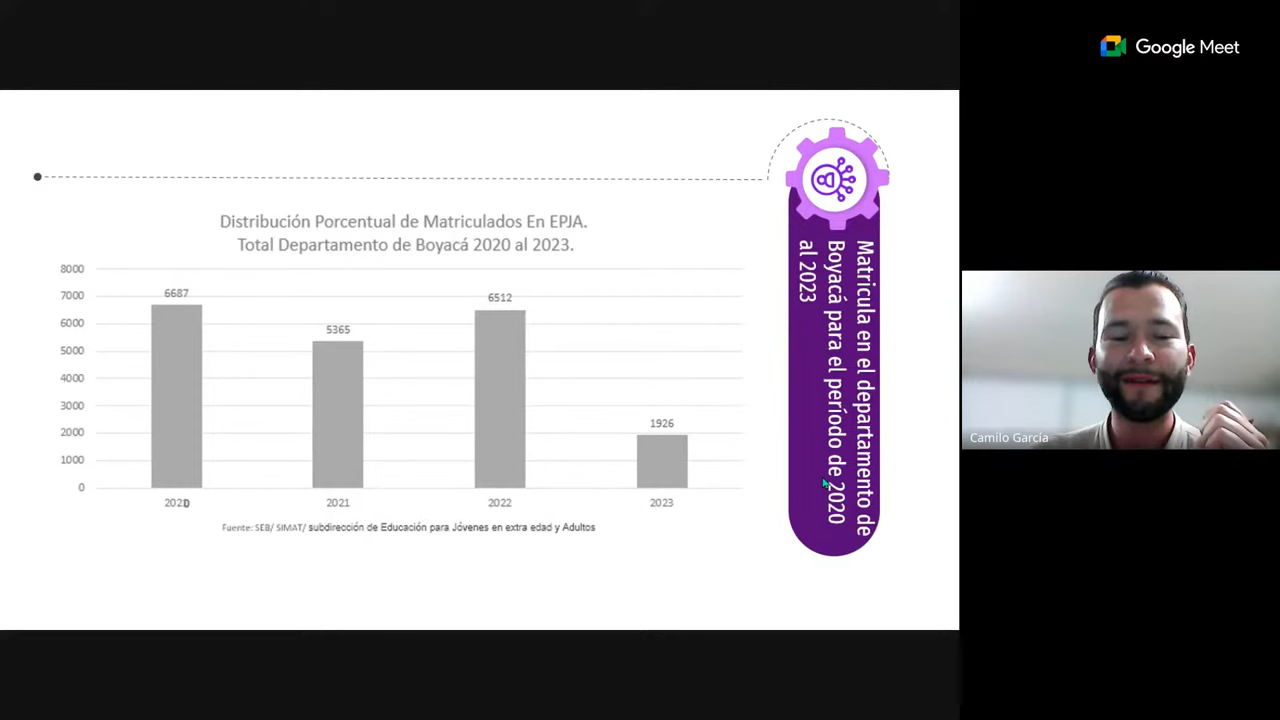 Google Meet
Distribución Porcentual de Matriculados En EPJA.
Total Departamento de Boyacá 2020 al 2023.
8000
7000
6000
5000
4000
3000
2000
1000
0
6687
5365
6512
1926
2020
2021
2022
2023
Fuente: SEB/ SIMAT/ subdirección de Educación para Jóvenes en extra edad y Adultos
Matricula en el departamento de
Boyacá para el período de 2020
al 2023
Camilo García